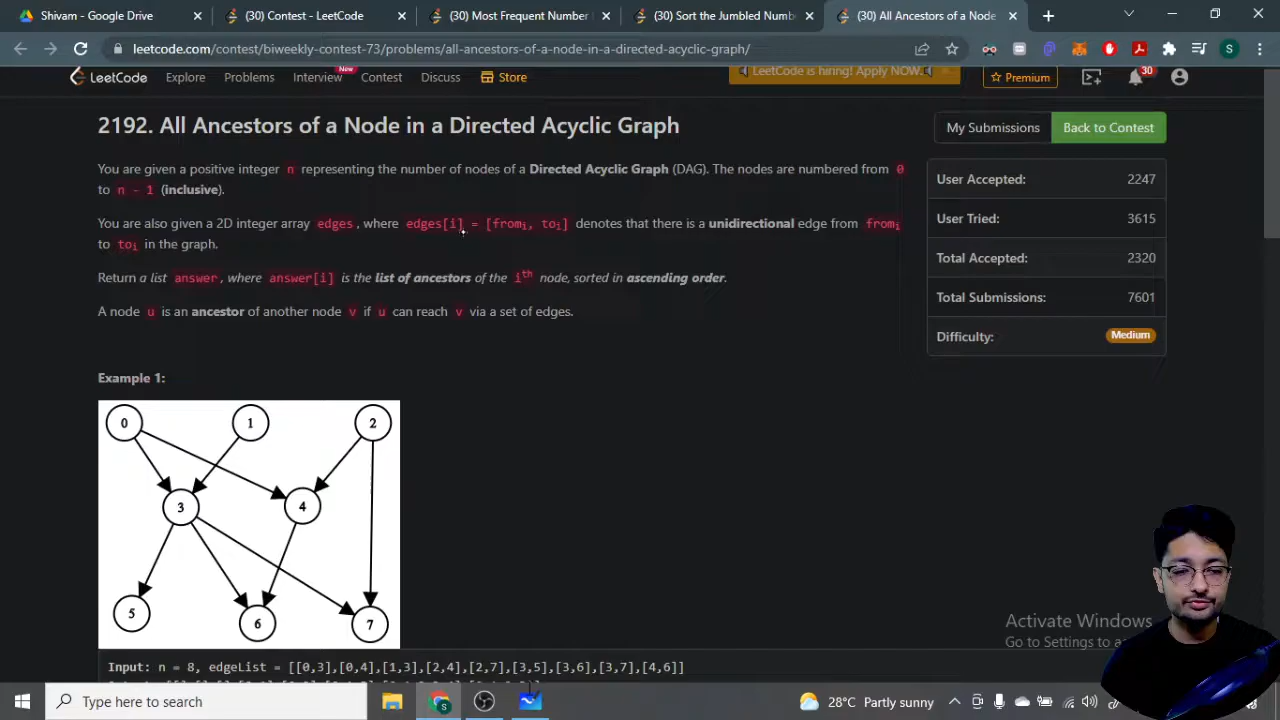 Shivam - Google Drive
(30) Contest - LeetCode
(30) Most Frequent Number
(30) Sort the Jumbled Numb
(30) All Ancestors of a Node
leetcode.com/contest/biweekly-contest-73/problems/all-ancestors-of-a-node-in-a-directed-acyclic-graph/
S
LeetCode
Explore
Problems
Interview
New
Contest
Discuss
Store
LeetCode is hiring! Apply NOW.
Premium
30
2192. All Ancestors of a Node in a Directed Acyclic Graph
My Submissions
Back to Contest
You are given a positive integer n representing the number of nodes of a Directed Acyclic Graph (DAG). The nodes are numbered from 0
to n - 1 (inclusive).
You are also given a 2D integer array edges, where edges[i] = [fromi, toi] denotes that there is a unidirectional edge from fromi
to toi in the graph.
Return a list answer, where answer[i] is the list of ancestors of the ith node, sorted in ascending order.
A node u is an ancestor of another node v if u can reach v via a set of edges.
User Accepted: 2247
User Tried: 3615
Total Accepted: 2320
Total Submissions: 7601
Difficulty: Medium
Example 1:
0 1 2
3 4
5 6 7
Input: n = 8, edgeList = [[0,3],[0,4],[1,3],[2,4],[2,7],[3,5],[3,6],[3,7],[4,6]]
Activate Windows
Go to Settings to a
Type here to search
28°C Partly sunny